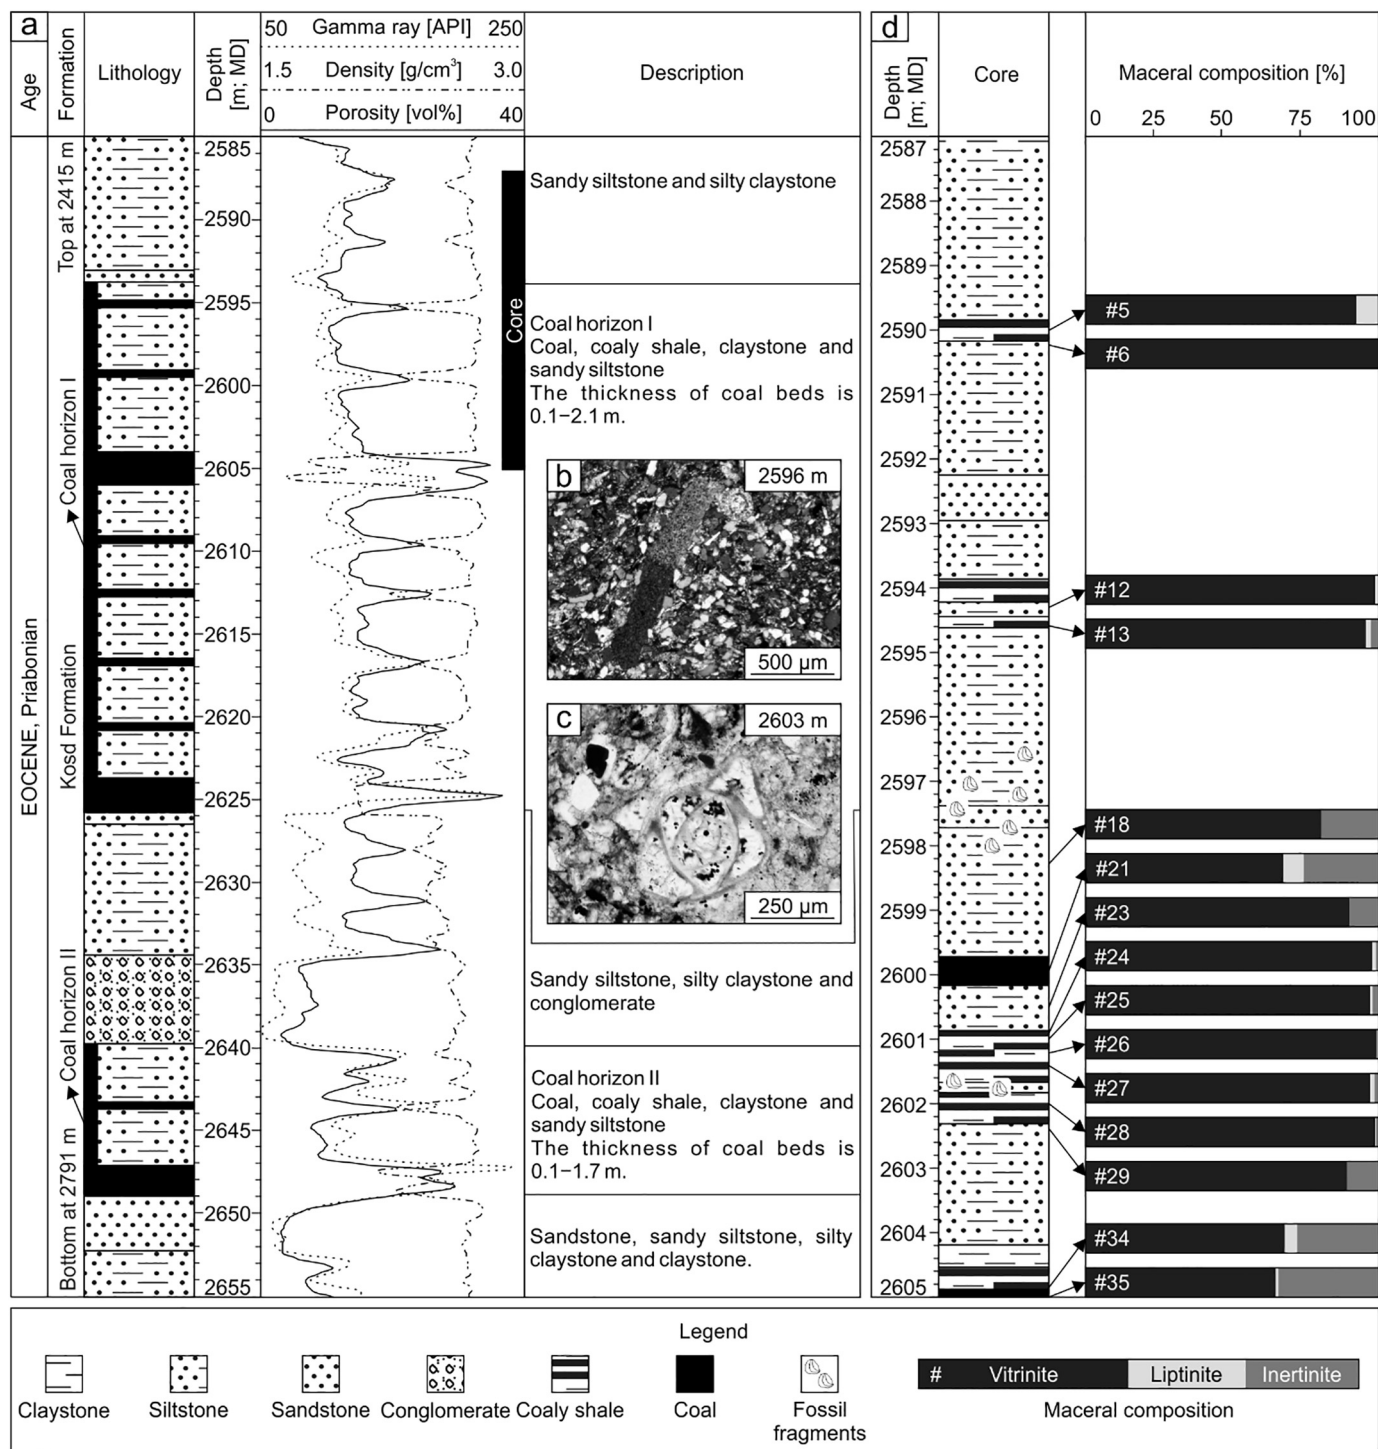 a
Age
Formation
Lithology
Depth
[m; MD]
50 Gamma ray [API] 250
1.5 Density [g/cm³] 3.0
0 Porosity [vol%] 40
Description
EOCENE, Priabonian
Top at 2415 m
Coal horizon I
Kosd Formation
Coal horizon II
Bottom at 2791 m
2585
2590
2595
2600
2605
2610
2615
2620
2625
2630
2635
2640
2645
2650
2655
Core
Sandy siltstone and silty claystone
Coal horizon I
Coal, coaly shale, claystone and
sandy siltstone
The thickness of coal beds is
0.1−2.1 m.
b
2596 m
500 µm
c
2603 m
250 µm
Sandy siltstone, silty claystone and
conglomerate
Coal horizon II
Coal, coaly shale, claystone and
sandy siltstone
The thickness of coal beds is
0.1−1.7 m.
Sandstone, sandy siltstone, silty
claystone and claystone.
d
Depth
[m; MD]
Core
Maceral composition [%]
0 25 50 75 100
2587
2588
2589
2590
2591
2592
2593
2594
2595
2596
2597
2598
2599
2600
2601
2602
2603
2604
2605
#5
#6
#12
#13
#18
#21
#23
#24
#25
#26
#27
#28
#29
#34
#35
Legend
Claystone
Siltstone
Sandstone
Conglomerate
Coaly shale
Coal
Fossil
fragments
# Vitrinite Liptinite Inertinite
Maceral composition